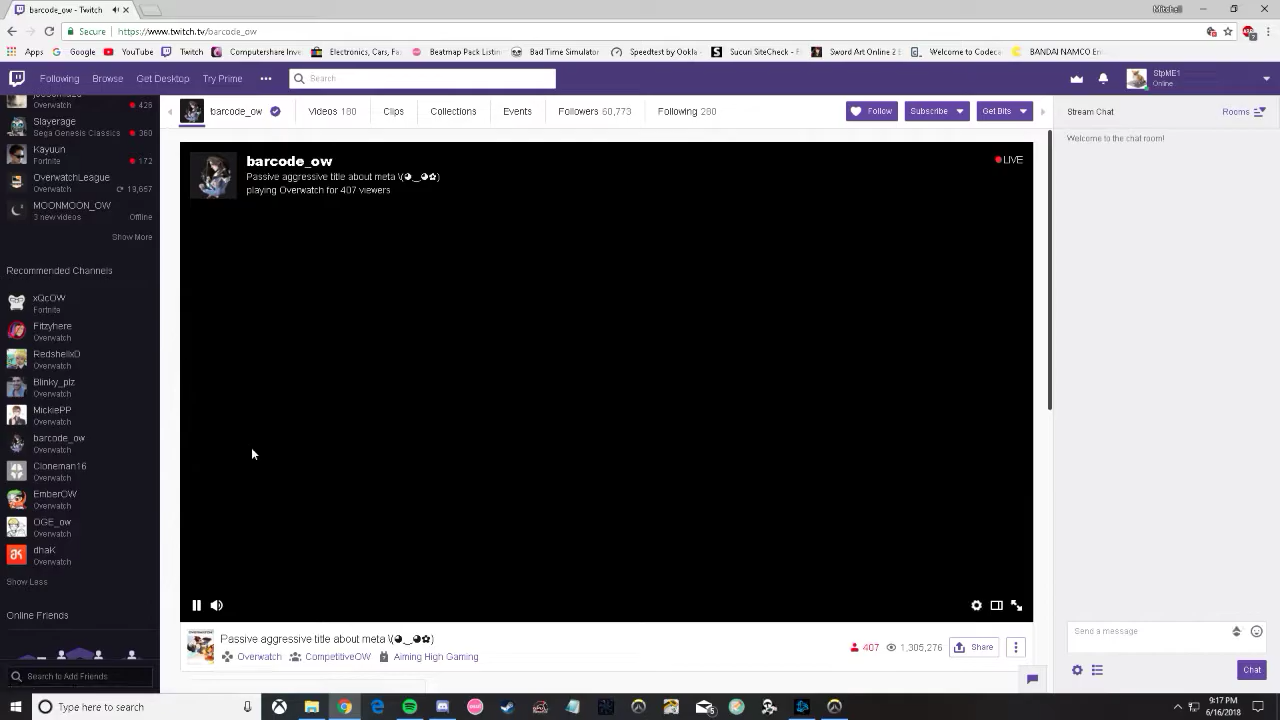 barcode_ow - Twitch
Mitchell
Secure
https://www.twitch.tv/barcode_ow
Apps
Google
YouTube
Twitch
Computershare Inve
Electronics, Cars, Fa
Beatmap Pack Listing
Bad Time Simulator
Speedtest by Ookla
Sucuri SiteCheck - F
Sword Art Online 2 E
Welcome to Codeca
BANDAI NAMCO En
Following
Browse
Get Desktop
Try Prime
Search
StpME1
Online
Overwatch
426
Slayerage
Sega Genesis Classics
360
Kayuun
Fortnite
172
OverwatchLeague
Overwatch
19,657
MOONMOON_OW
3 new videos
Offline
Show More
Recommended Channels
xQcOW
Fortnite
Fitzyhere
Overwatch
RedshellxD
Overwatch
Blinky_plz
Overwatch
MickiePP
Overwatch
barcode_ow
Overwatch
Cloneman16
Overwatch
EmberOW
Overwatch
OGE_ow
Overwatch
dhaK
Overwatch
Show Less
Online Friends
Search to Add Friends
barcode_ow
Videos 180
Clips
Collections
Events
Followers 60,773
Following 280
Follow
Subscribe
Get Bits
barcode_ow
Passive aggressive title about meta \(◕‿◕✿)
playing Overwatch for 407 viewers
LIVE
Passive aggressive title about meta \(◕‿◕✿)
Overwatch
CompetitiveOW
Aiming High Gaming
407
1,305,276
Share
Stream Chat
Rooms
Welcome to the chat room!
Send a message
Chat
Type here to search
9:17 PM
6/16/2018